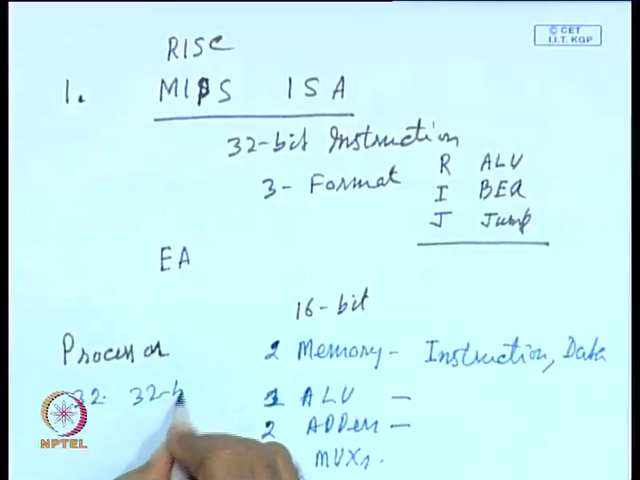 © CET
I.I.T. KGP
RISC
1. MIPS ISA
32-bit Instruction
3- Format R ALU
I BEQ
J Jump
EA
16-bit
Processor 2 Memory - Instruction, Data
32. 32-b 1 ALU -
2 ADDers -
MUXs.
NPTEL